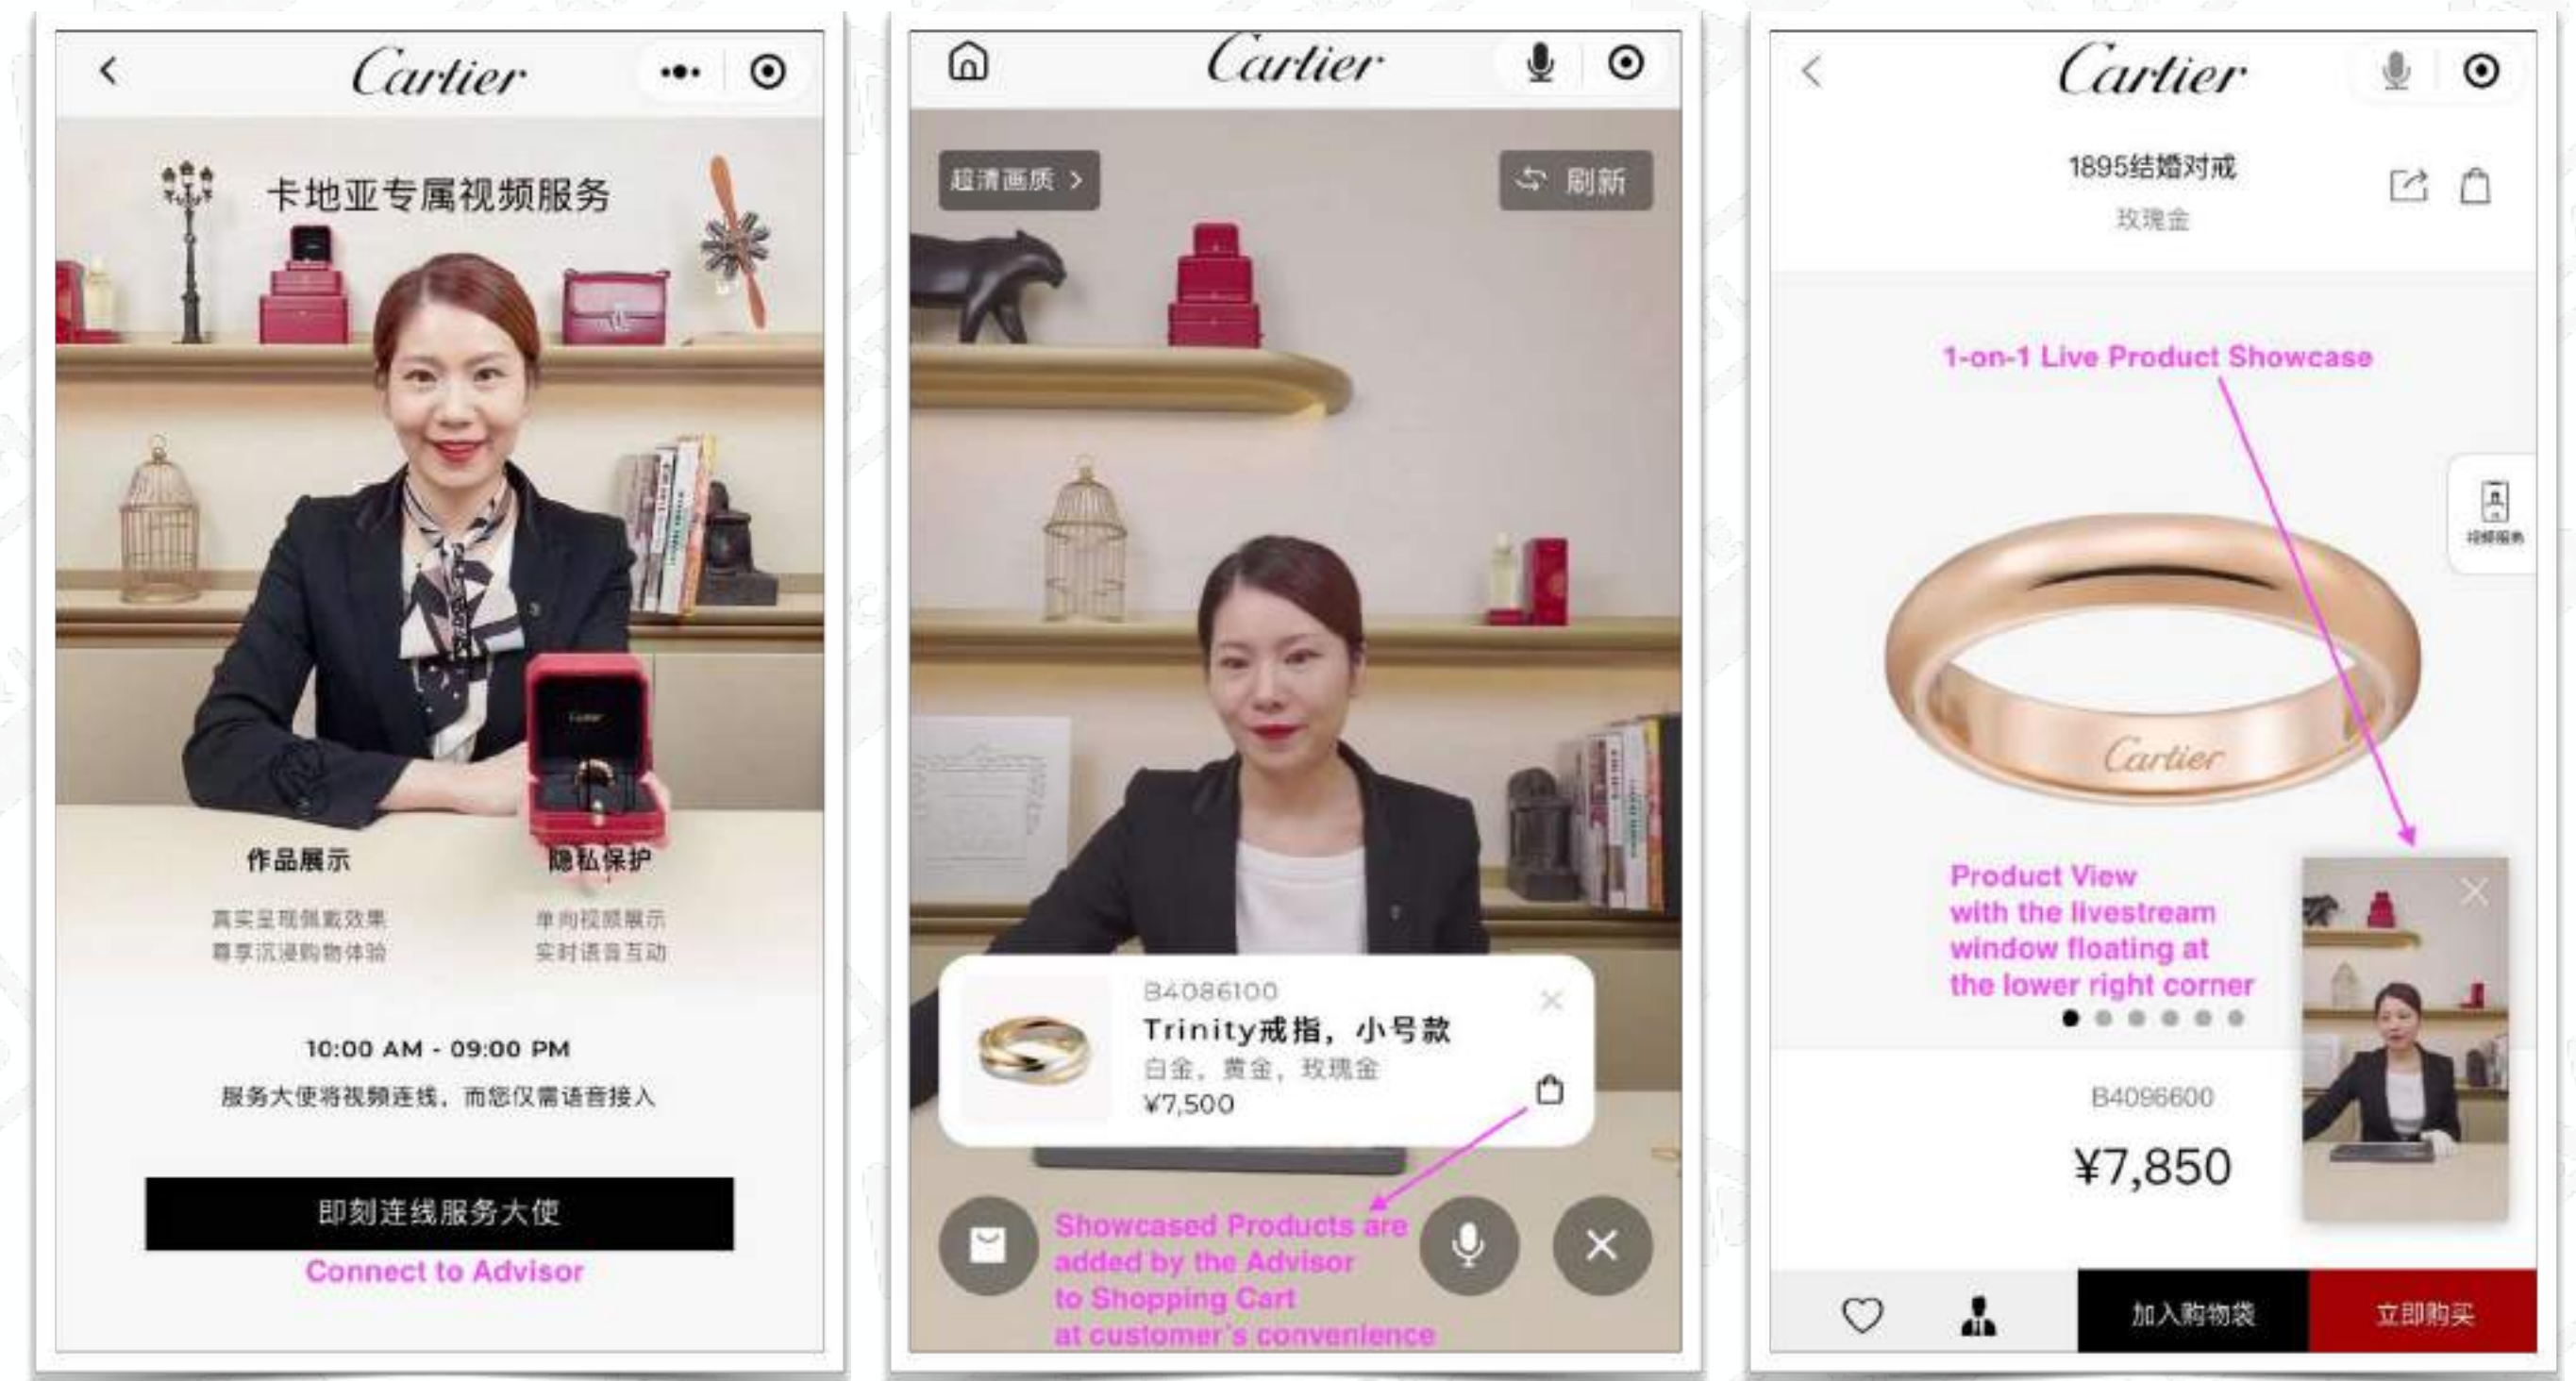 Cartier
卡地亚专属视频服务
Cartier
作品展示
真实呈现佩戴效果
尊享沉浸购物体验
隐私保护
单向视频展示
实时语音互动
10:00 AM - 09:00 PM
服务大使将视频连线，而您仅需语音接入
即刻连线服务大使
Connect to Advisor
Cartier
超清画质
刷新
B4086100
Trinity戒指，小号款
白金，黄金，玫瑰金
¥7,500
Showcased Products are
added by the Advisor
to Shopping Cart
at customer's convenience
Cartier
1895结婚对戒
玫瑰金
1-on-1 Live Product Showcase
视频服务
Cartier
Product View
with the livestream
window floating at
the lower right corner
B4096600
¥7,850
加入购物袋
立即购买